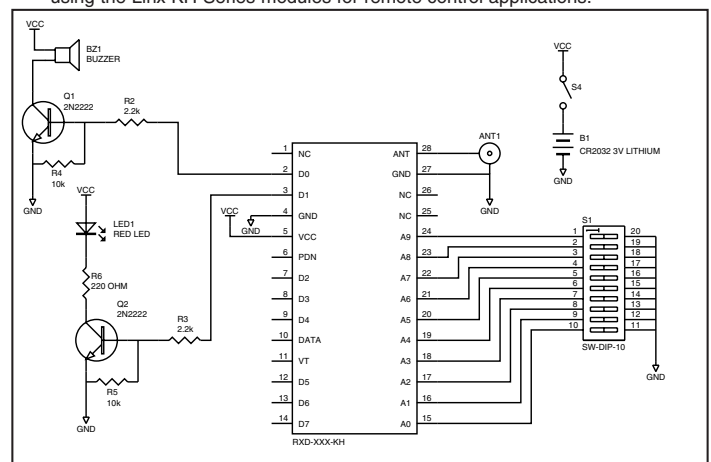 using the Linx KH Series modules for remote control applications.
VCC
BZ1
BUZZER
Q1
2N2222
R2
2.2k
R4
10k
GND
VCC
LED1
RED LED
R6
220 OHM
Q2
2N2222
R3
2.2k
R5
10k
GND
VCC
GND
1 NC
2 D0
3 D1
4 GND
5 VCC
6 PDN
7 D2
8 D3
9 D4
10 DATA
11 VT
12 D5
13 D6
14 D7
ANT 28
GND 27
NC 26
NC 25
A9 24
A8 23
A7 22
A6 21
A5 20
A4 19
A3 18
A2 17
A1 16
A0 15
RXD-XXX-KH
ANT1
GND
VCC
S4
B1
CR2032 3V LITHIUM
GND
S1
1 20
2 19
3 18
4 17
5 16
6 15
7 14
8 13
9 12
10 11
SW-DIP-10
GND